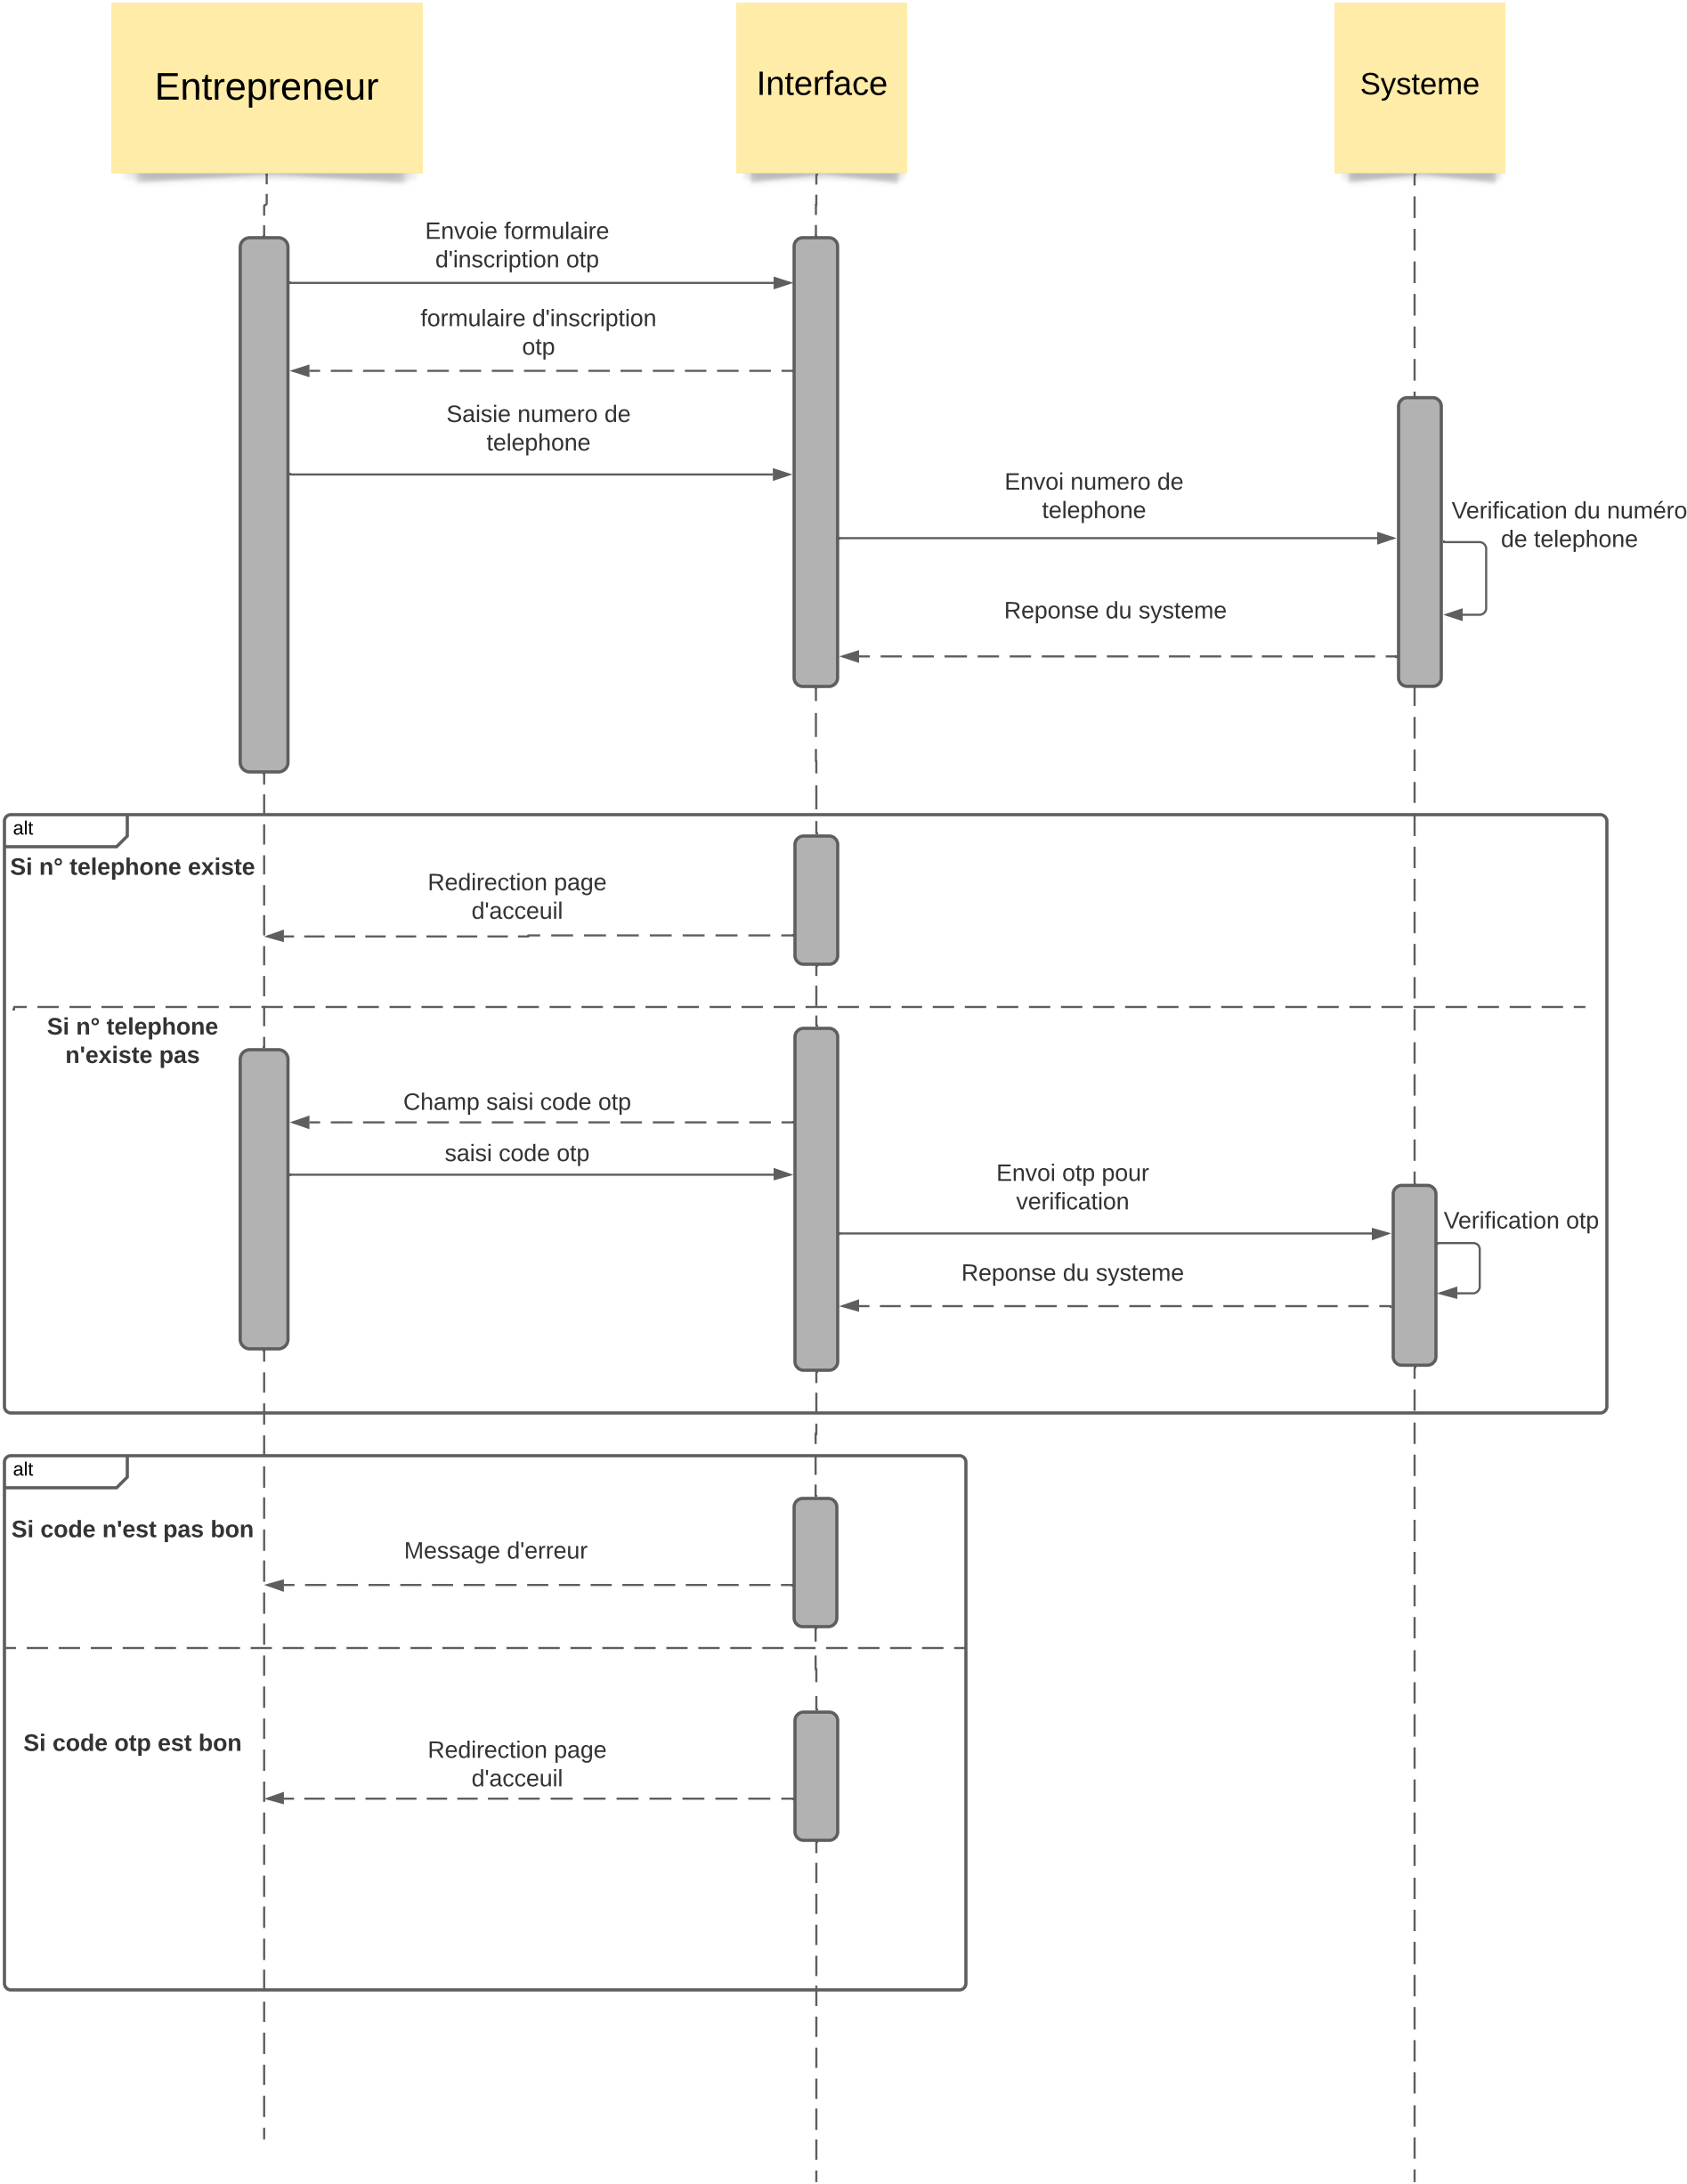 Entrepreneur
Interface
Systeme
Envoie formulaire
d'inscription otp
formulaire d'inscription
otp
Saisie numero de
telephone
Envoi numero de
telephone
Verification du numéro
de telephone
Reponse du systeme
alt
Si n° telephone existe
Redirection page
d'acceuil
Si n° telephone
n'existe pas
Champ saisi code otp
saisi code otp
Envoi otp pour
verification
Verification otp
Reponse du systeme
alt
Si code n'est pas bon
Message d'erreur
Si code otp est bon
Redirection page
d'acceuil